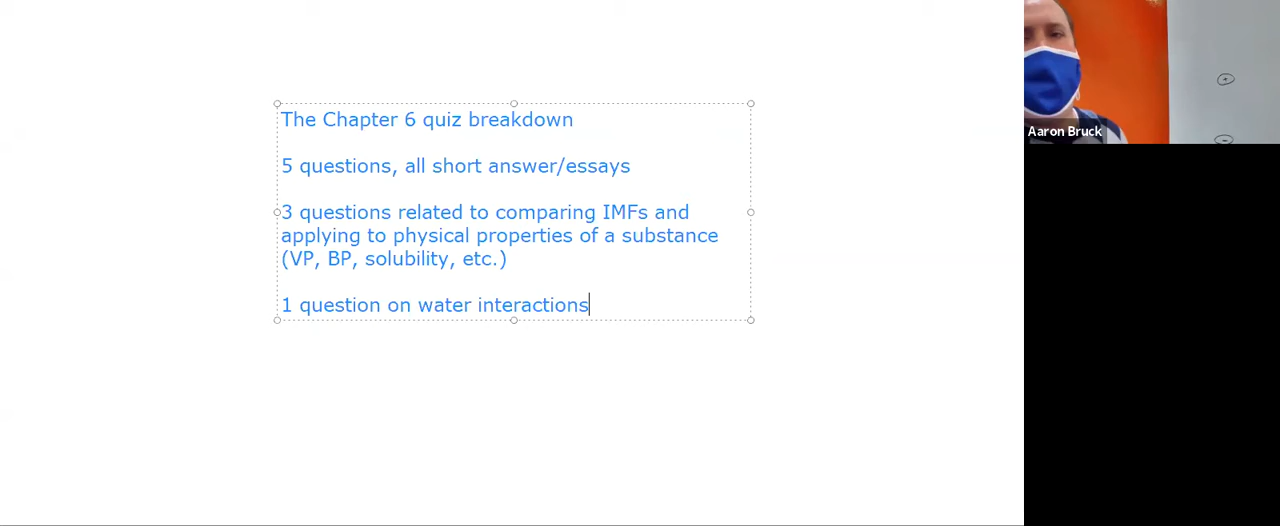 The Chapter 6 quiz breakdown
5 questions, all short answer/essays
3 questions related to comparing IMFs and
applying to physical properties of a substance
(VP, BP, solubility, etc.)
1 question on water interactions
Aaron Bruck